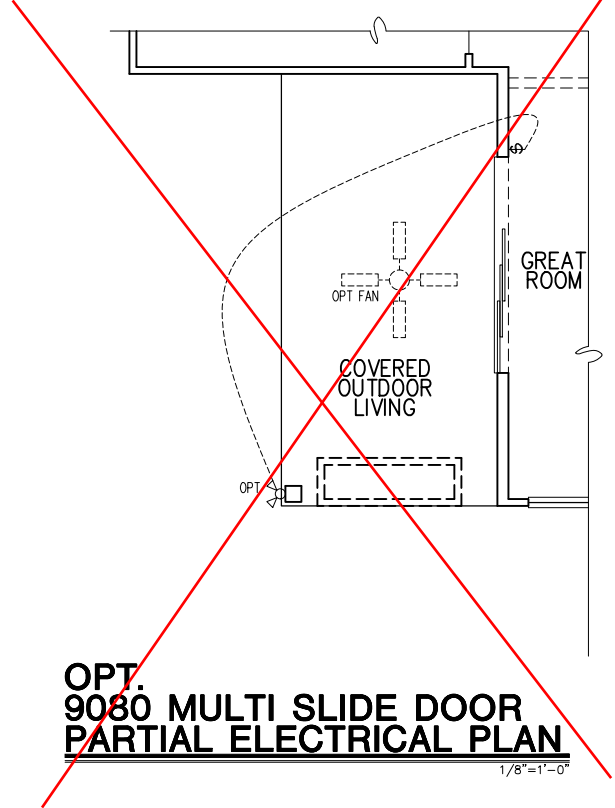 $
GREAT
ROOM
OPT FAN
COVERED
OUTDOOR
LIVING
OPT
OPT.
9080 MULTI SLIDE DOOR
PARTIAL ELECTRICAL PLAN
1/8"=1'-0"